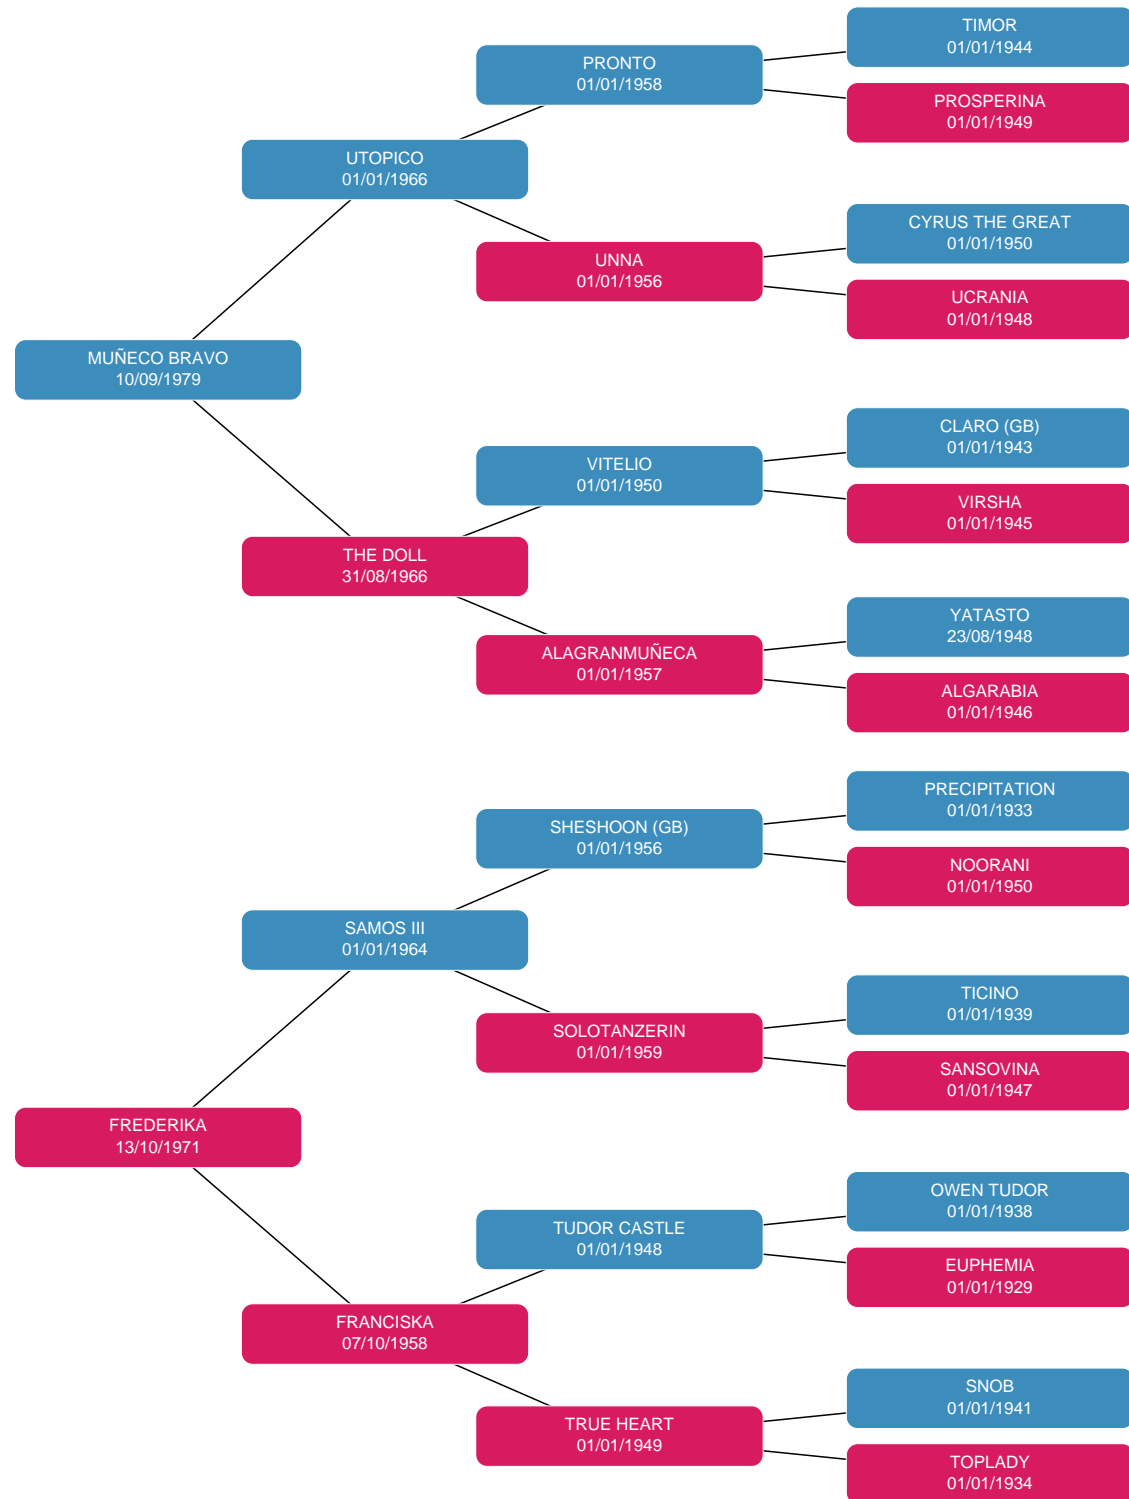 TIMOR
01/01/1944
PRONTO
01/01/1958
PROSPERINA
01/01/1949
UTOPICO
01/01/1966
CYRUS THE GREAT
01/01/1950
UNNA
01/01/1956
UCRANIA
01/01/1948
MUÑECO BRAVO
10/09/1979
CLARO (GB)
01/01/1943
VITELIO
01/01/1950
VIRSHA
01/01/1945
THE DOLL
31/08/1966
YATASTO
23/08/1948
ALAGRANMUÑECA
01/01/1957
ALGARABIA
01/01/1946
PRECIPITATION
01/01/1933
SHESHOON (GB)
01/01/1956
NOORANI
01/01/1950
SAMOS III
01/01/1964
TICINO
01/01/1939
SOLOTANZERIN
01/01/1959
SANSOVINA
01/01/1947
FREDERIKA
13/10/1971
OWEN TUDOR
01/01/1938
TUDOR CASTLE
01/01/1948
EUPHEMIA
01/01/1929
FRANCISKA
07/10/1958
SNOB
01/01/1941
TRUE HEART
01/01/1949
TOPLADY
01/01/1934